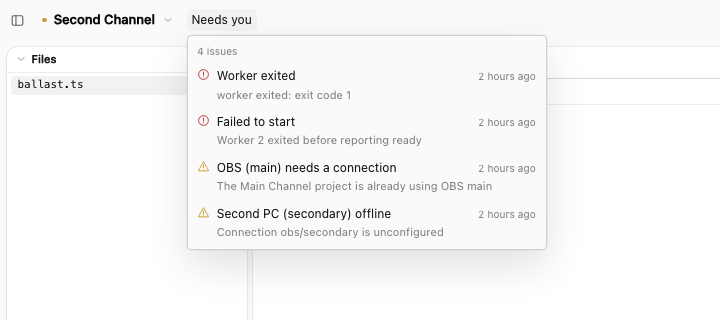 Second Channel
Needs you
Files
ballast.ts
4 issues
Worker exited 2 hours ago
worker exited: exit code 1
Failed to start 2 hours ago
Worker 2 exited before reporting ready
OBS (main) needs a connection 2 hours ago
The Main Channel project is already using OBS main
Second PC (secondary) offline 2 hours ago
Connection obs/secondary is unconfigured